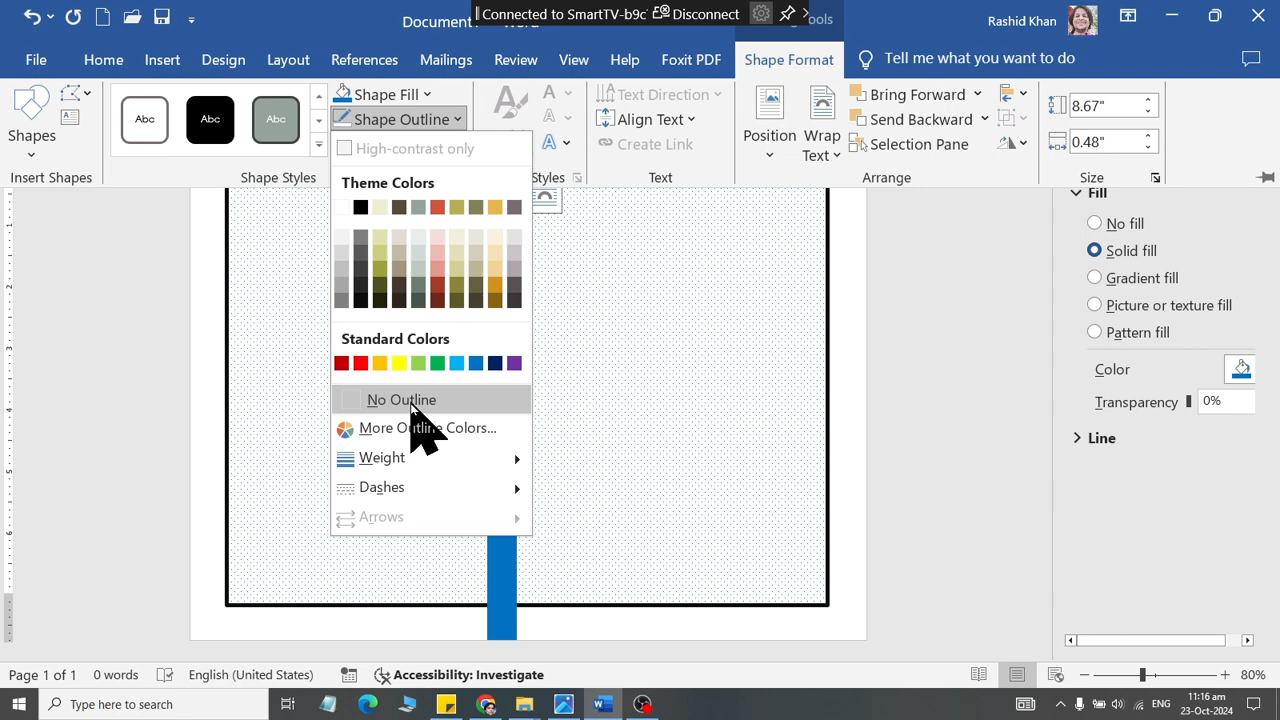 Document1 - Word
Connected to SmartTV-b9c
Disconnect
ools
Rashid Khan
File
Home
Insert
Design
Layout
References
Mailings
Review
View
Help
Foxit PDF
Shape Format
Tell me what you want to do
Shapes
Insert Shapes
Abc
Abc
Abc
Shape Styles
Shape Fill
Shape Outline
Styles
Text Direction
Align Text
Create Link
Text
Position
Wrap
Text
Bring Forward
Send Backward
Selection Pane
Arrange
8.67"
0.48"
Size
High-contrast only
Theme Colors
Standard Colors
No Outline
More Outline Colors...
Weight
Dashes
Arrows
Fill
No fill
Solid fill
Gradient fill
Picture or texture fill
Pattern fill
Color
Transparency
0%
Line
Page 1 of 1
0 words
English (United States)
Accessibility: Investigate
80%
Type here to search
ENG
11:16 am
23-Oct-2024